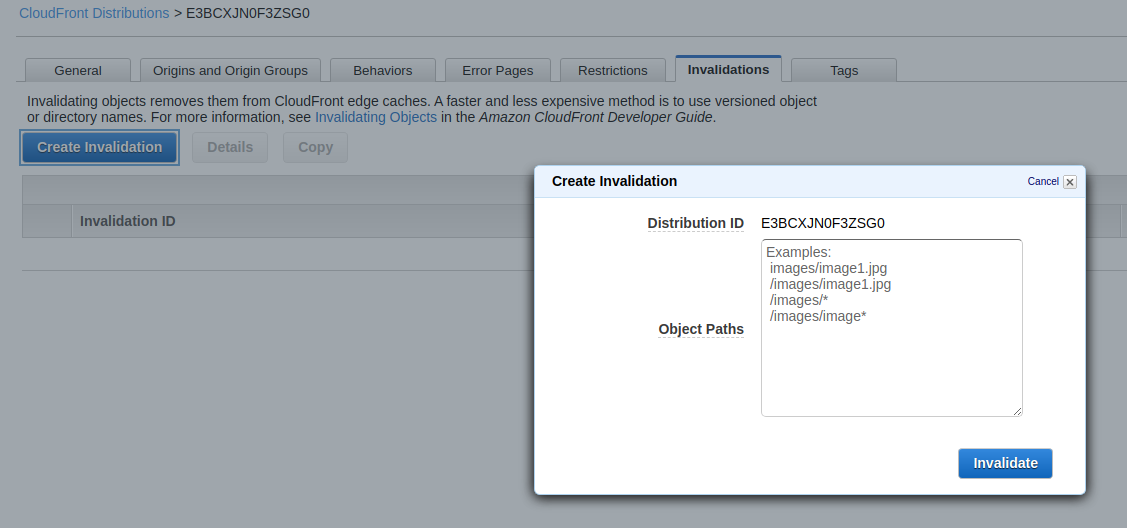 CloudFront Distributions > E3BCXJN0F3ZSG0
General
Origins and Origin Groups
Behaviors
Error Pages
Restrictions
Invalidations
Tags
Invalidating objects removes them from CloudFront edge caches. A faster and less expensive method is to use versioned object
or directory names. For more information, see Invalidating Objects in the Amazon CloudFront Developer Guide.
Create Invalidation
Details
Copy
Invalidation ID
Create Invalidation
Cancel
Distribution ID
E3BCXJN0F3ZSG0
Object Paths
Examples:
images/image1.jpg
/images/image1.jpg
/images/*
/images/image*
Invalidate